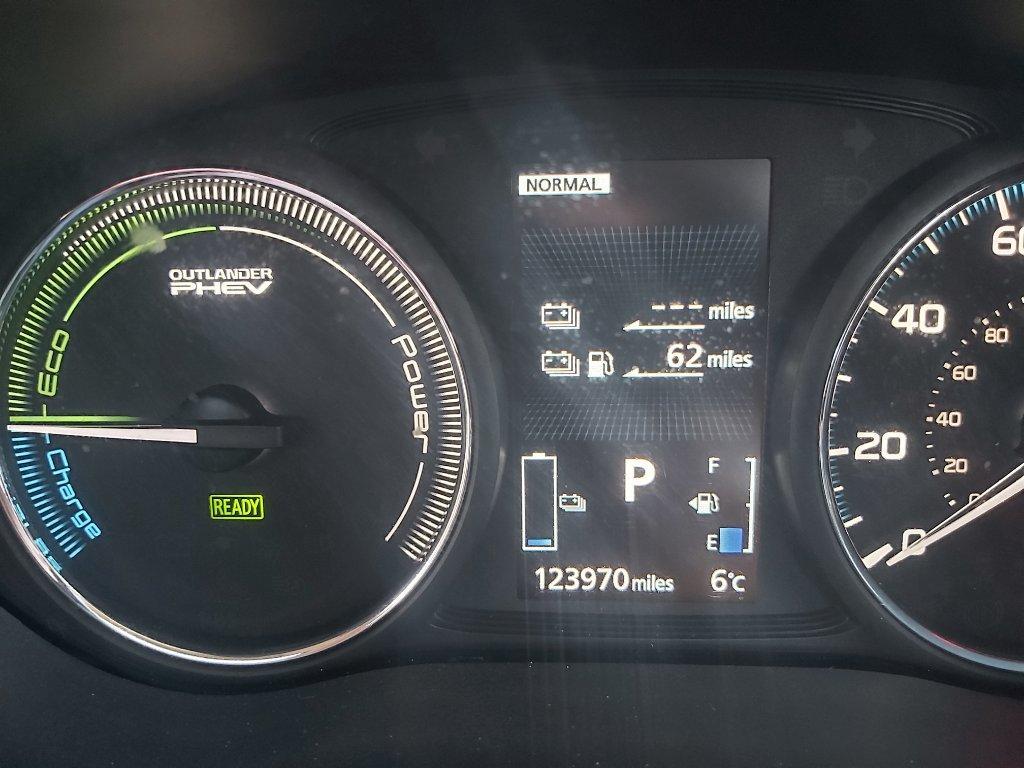 NORMAL
OUTLANDER
PHEV
Eco
Power
Charge
READY
--- miles
62 miles
P
F
E
123970 miles
6°C
60
40
20
0
80
60
40
20
0